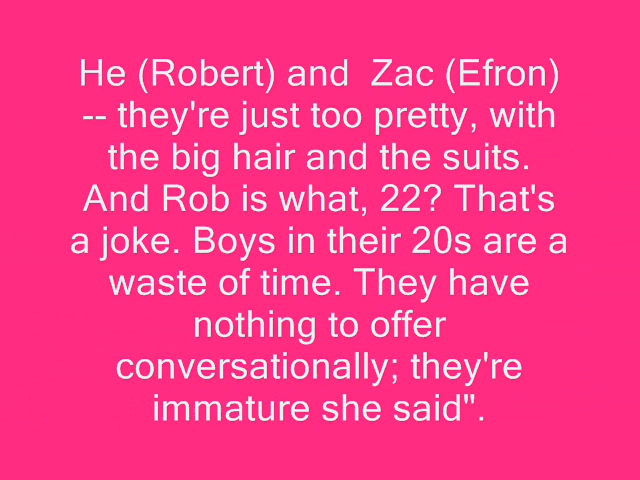 He (Robert) and  Zac (Efron)
-- they're just too pretty, with
the big hair and the suits.
And Rob is what, 22? That's
a joke. Boys in their 20s are a
waste of time. They have
nothing to offer
conversationally; they're
immature she said".